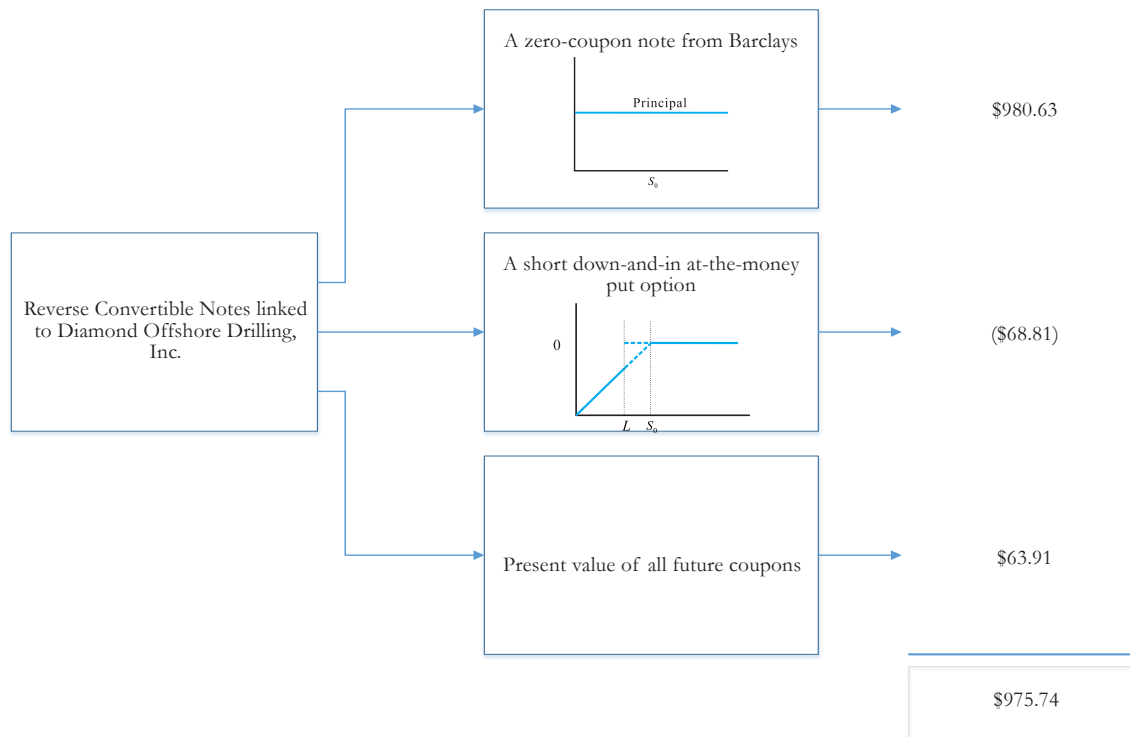 A zero-coupon note from Barclays
Principal
S₀
$980.63
Reverse Convertible Notes linked
to Diamond Offshore Drilling,
Inc.
A short down-and-in at-the-money
put option
0
L S₀
($68.81)
Present value of all future coupons
$63.91
$975.74